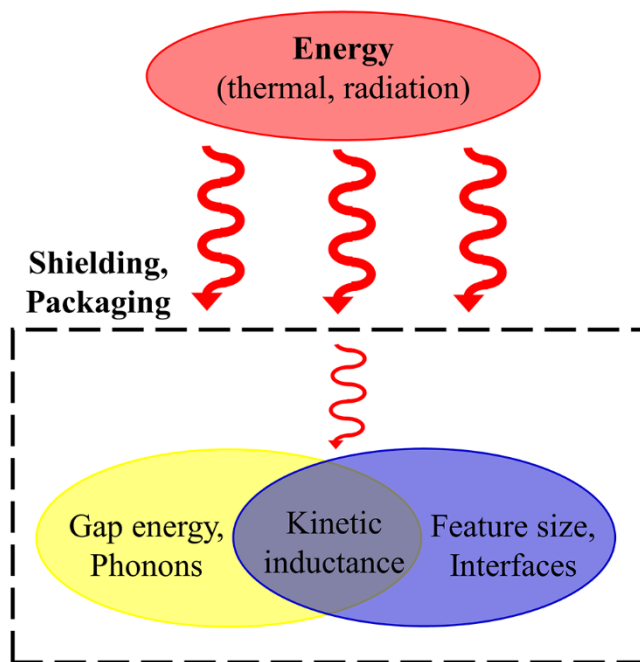 Energy
(thermal, radiation)
Shielding,
Packaging
Gap energy,
Phonons
Kinetic
inductance
Feature size,
Interfaces